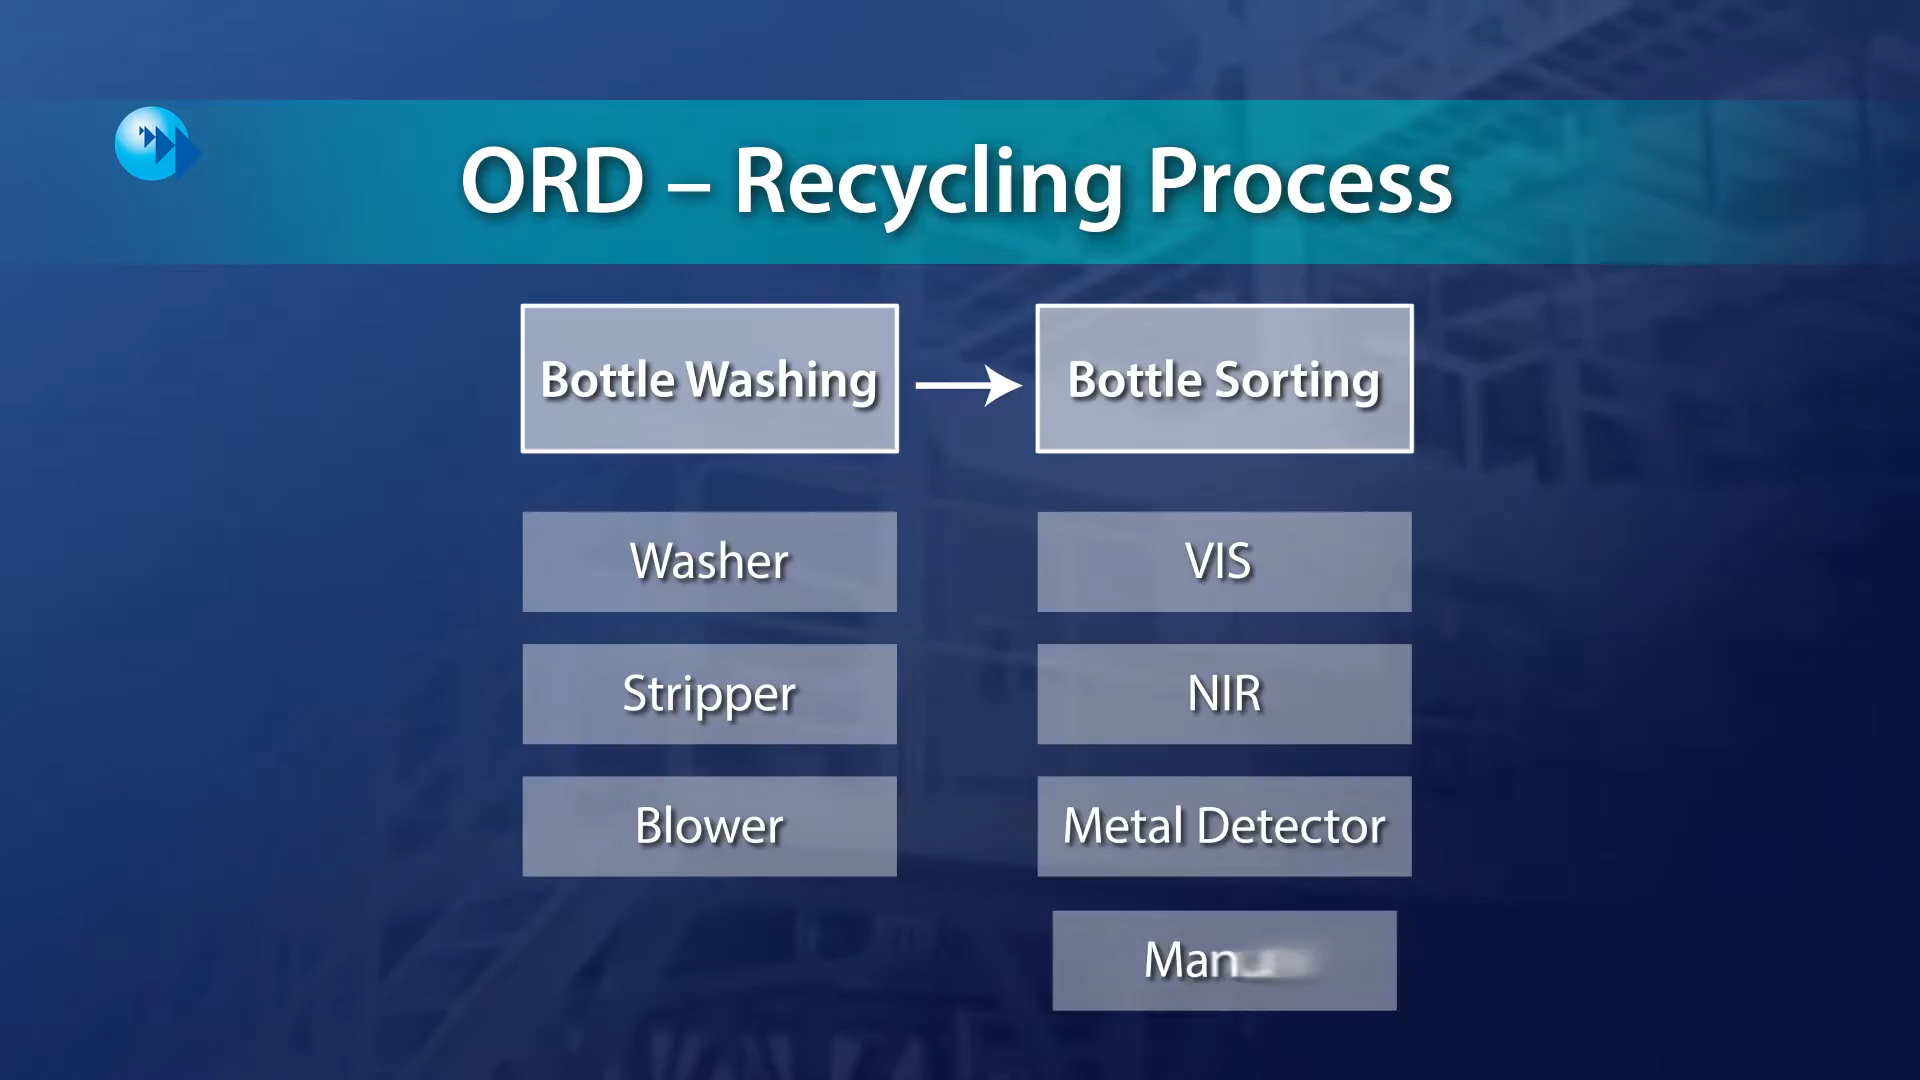 ORD – Recycling Process
Bottle Washing
Bottle Sorting
Washer
VIS
Stripper
NIR
Blower
Metal Detector